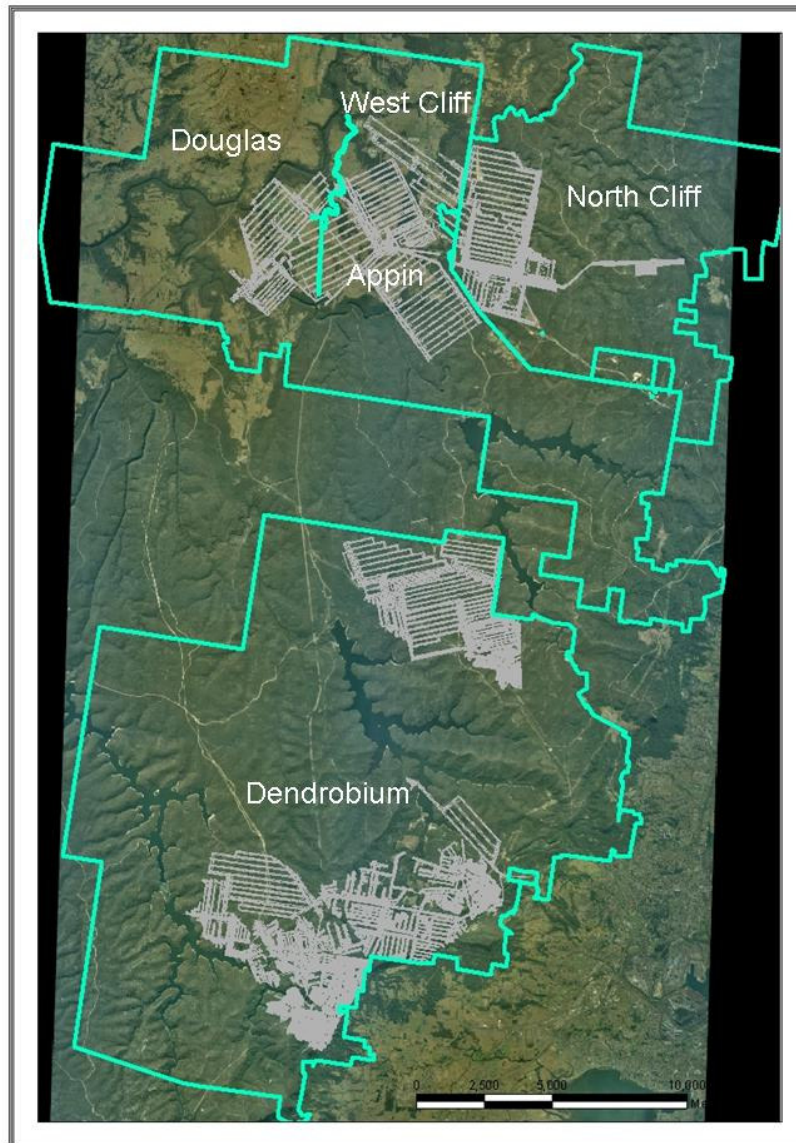 West Cliff
Douglas
North Cliff
Appin
Dendrobium
0 2,500 5,000 10,000